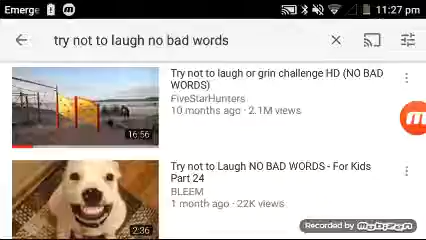 Emerge
11:27 pm
try not to laugh no bad words
Try not to laugh or grin challenge HD (NO BAD
WORDS)
FiveStarHunters
10 months ago · 2.1M views
16:56
Try not to Laugh NO BAD WORDS - For Kids
Part 24
BLEEM
1 month ago · 22K views
2:36
Recorded by Mobizen